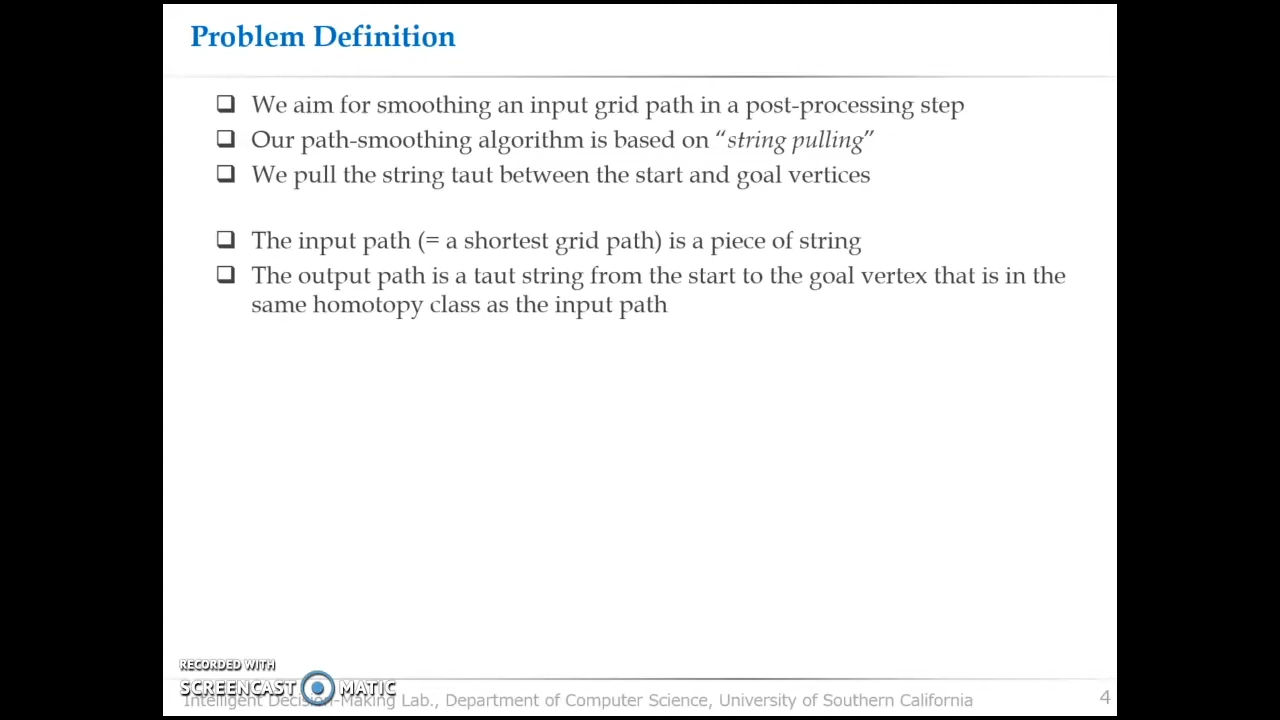 Problem Definition
❑ We aim for smoothing an input grid path in a post-processing step
❑ Our path-smoothing algorithm is based on “string pulling”
❑ We pull the string taut between the start and goal vertices
❑ The input path (= a shortest grid path) is a piece of string
❑ The output path is a taut string from the start to the goal vertex that is in the
same homotopy class as the input path
RECORDED WITH
SCREENCAST MATIC
Intelligent Decision-Making Lab., Department of Computer Science, University of Southern California
4